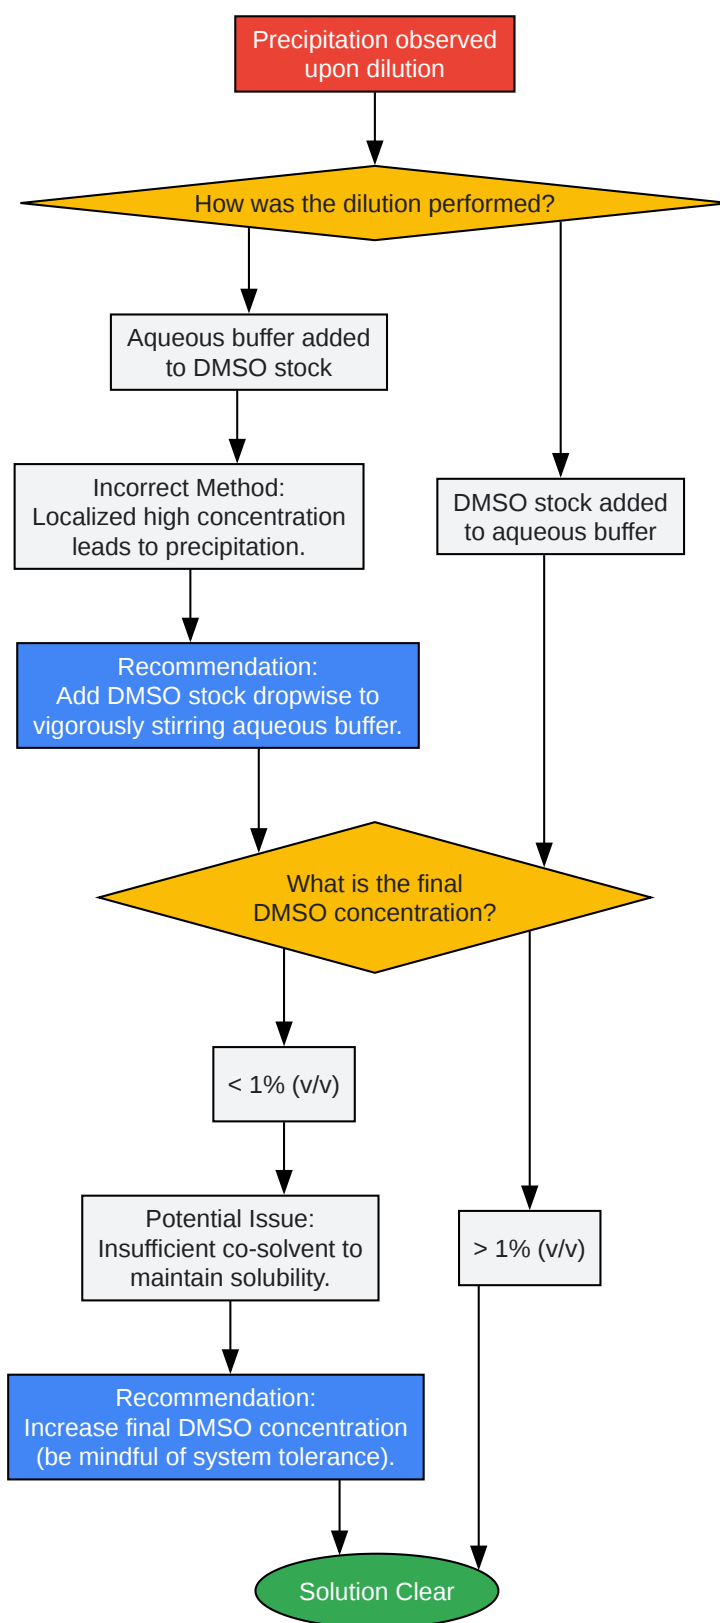 Precipitation observed
upon dilution
How was the dilution performed?
Aqueous buffer added
to DMSO stock
Incorrect Method:
Localized high concentration
leads to precipitation.
DMSO stock added
to aqueous buffer
Recommendation:
Add DMSO stock dropwise to
vigorously stirring aqueous buffer.
What is the final
DMSO concentration?
< 1% (v/v)
Potential Issue:
Insufficient co-solvent to
maintain solubility.
> 1% (v/v)
Recommendation:
Increase final DMSO concentration
(be mindful of system tolerance).
Solution Clear